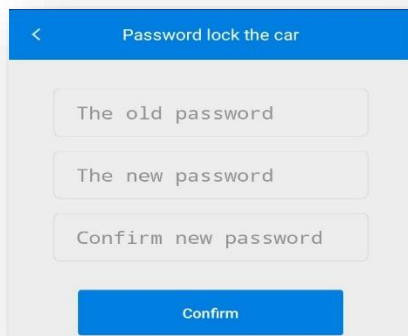 Password lock the car
The old password
The new password
Confirm new password
Confirm